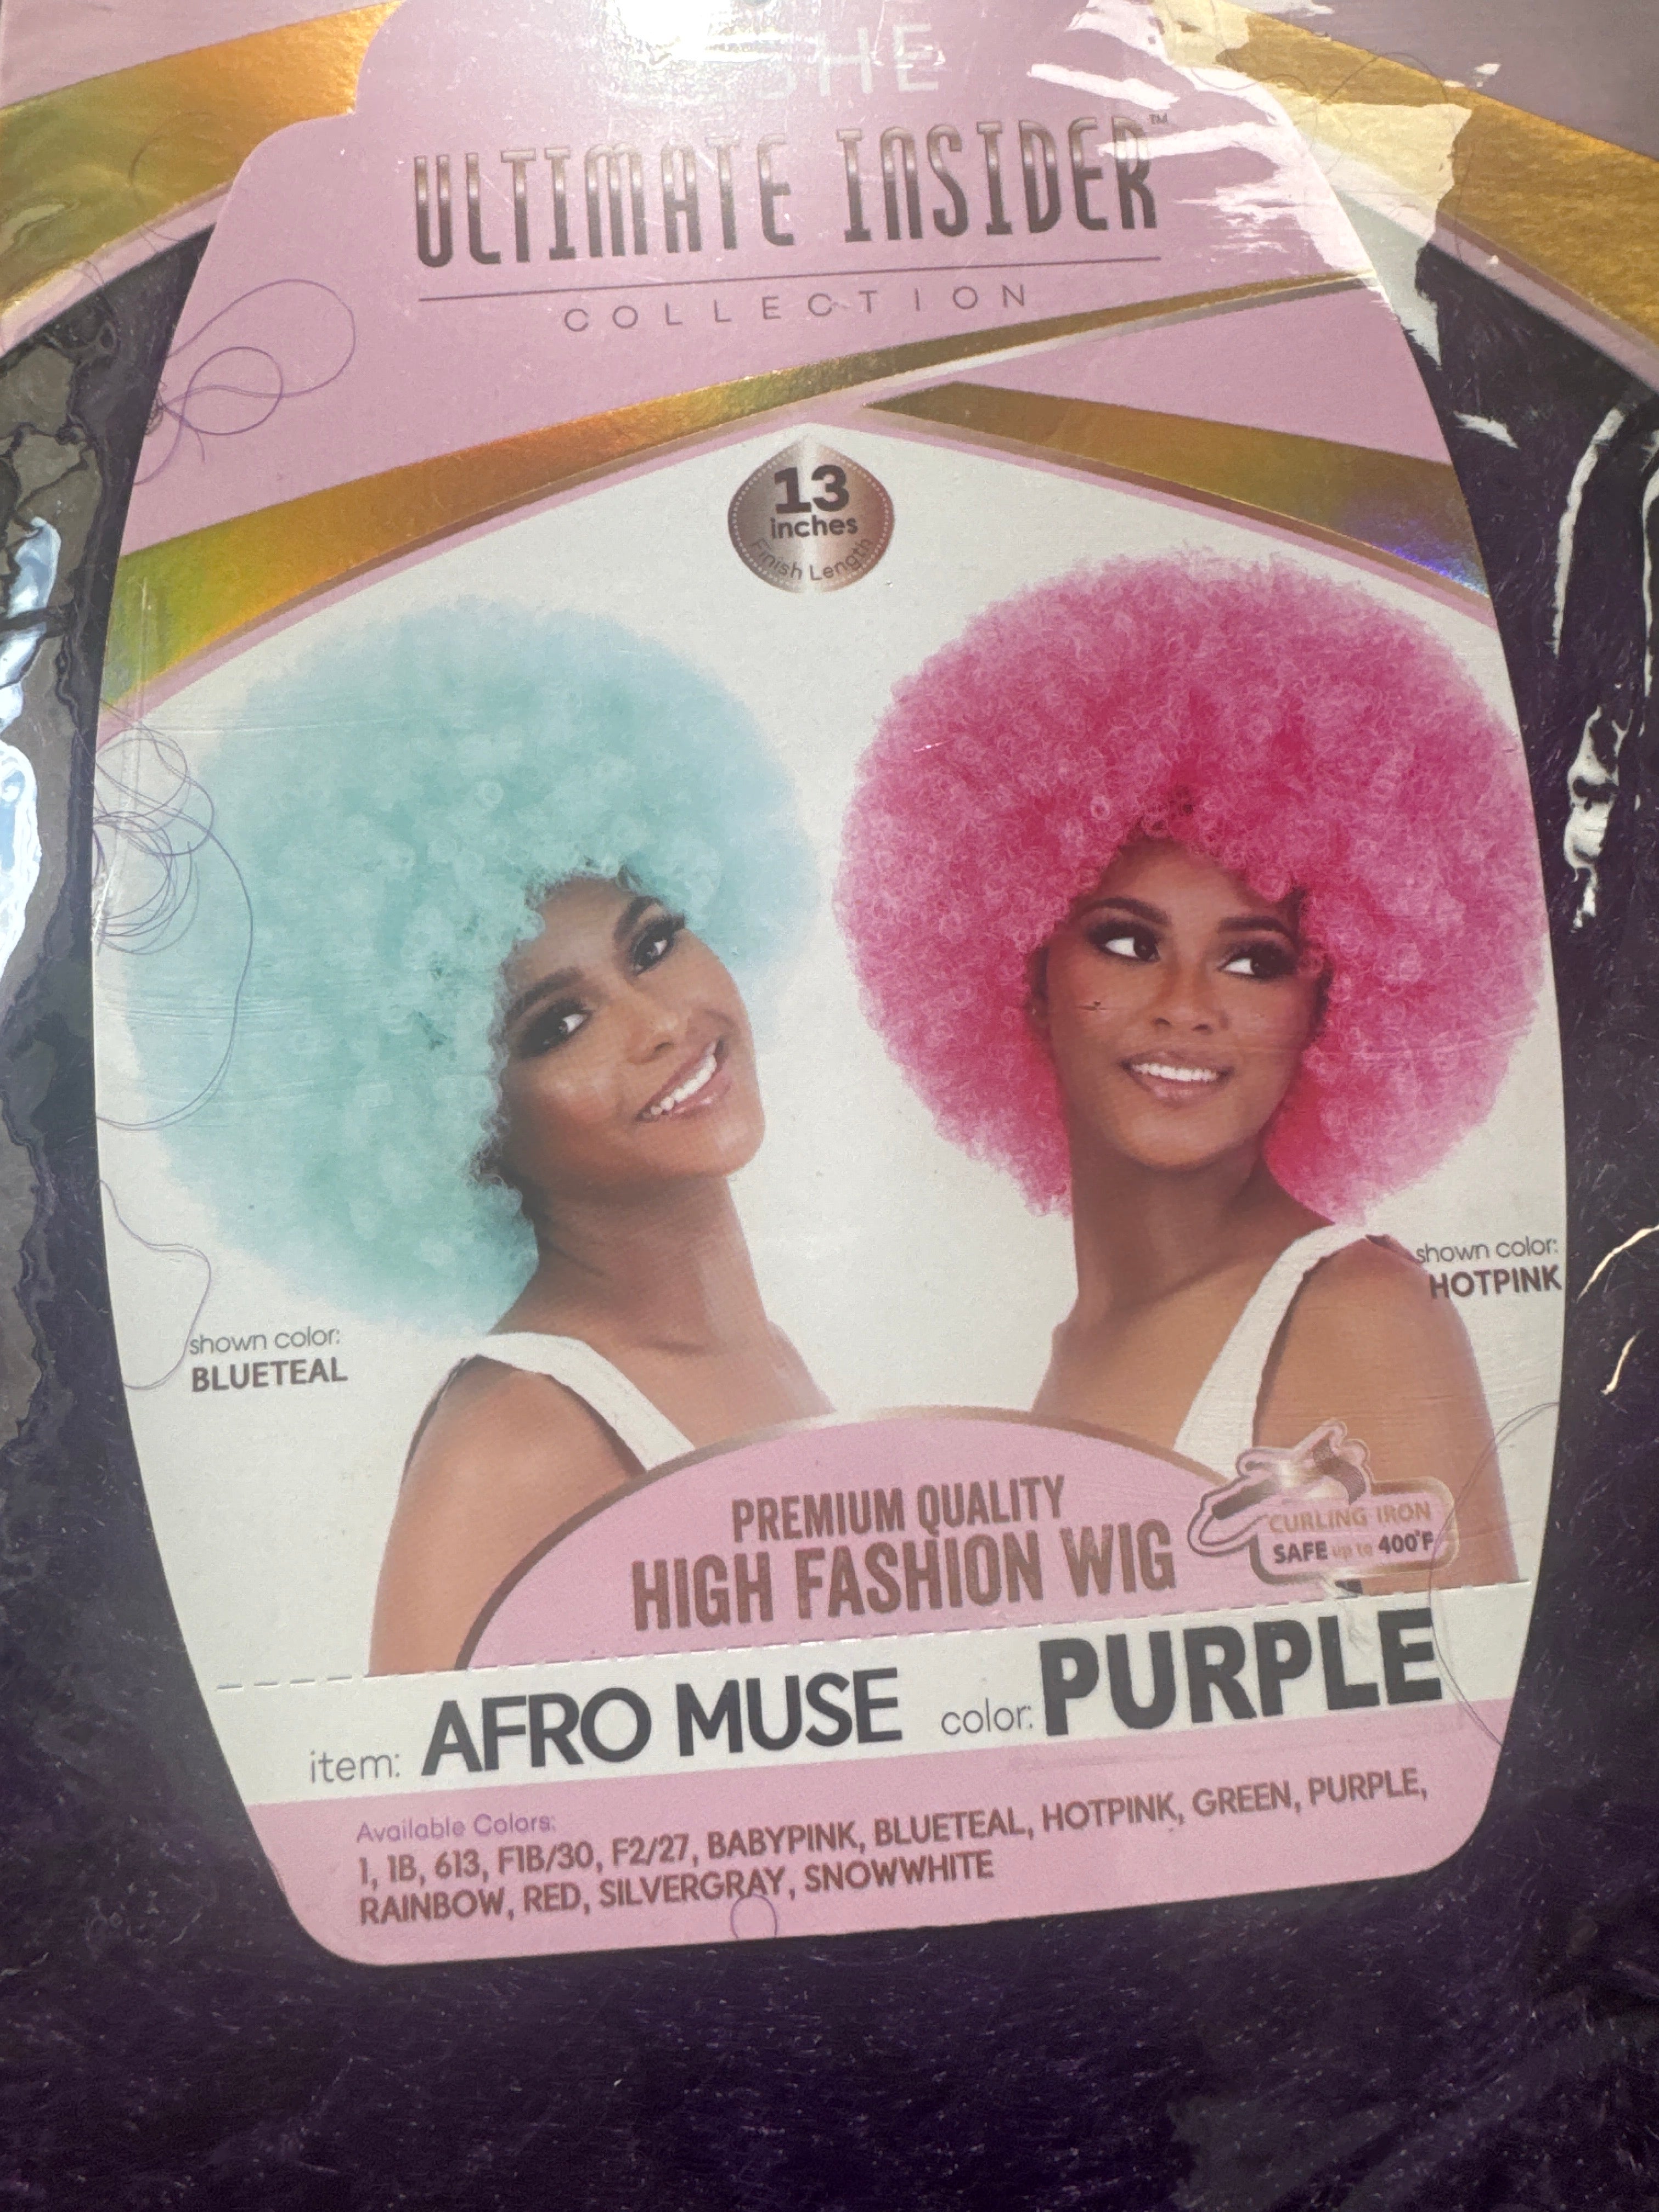 SHE
ULTIMATE INSIDER™
COLLECTION
13
inches
Finish Length
shown color:
HOTPINK
shown color:
BLUETEAL
PREMIUM QUALITY
HIGH FASHION WIG
CURLING IRON
SAFE up to 400°F
item: AFRO MUSE color: PURPLE
Available Colors:
1, 1B, 613, F1B/30, F2/27, BABYPINK, BLUETEAL, HOTPINK, GREEN, PURPLE,
RAINBOW, RED, SILVERGRAY, SNOWWHITE